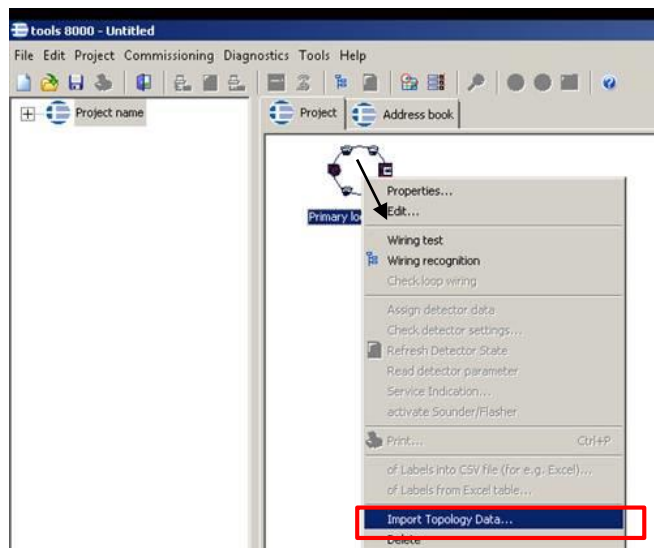 tools 8000 - Untitled
File Edit Project Commissioning Diagnostics Tools Help
Project name
Project
Address book
Primary lo
Properties...
Edit...
Wiring test
Wiring recognition
Check loop wiring
Assign detector data
Check detector settings...
Refresh Detector State
Read detector parameter
Service Indication...
activate Sounder/Flasher
Print... Ctrl+P
of Labels into CSV file (for e.g. Excel)...
of Labels from Excel table...
Import Topology Data...
Delete